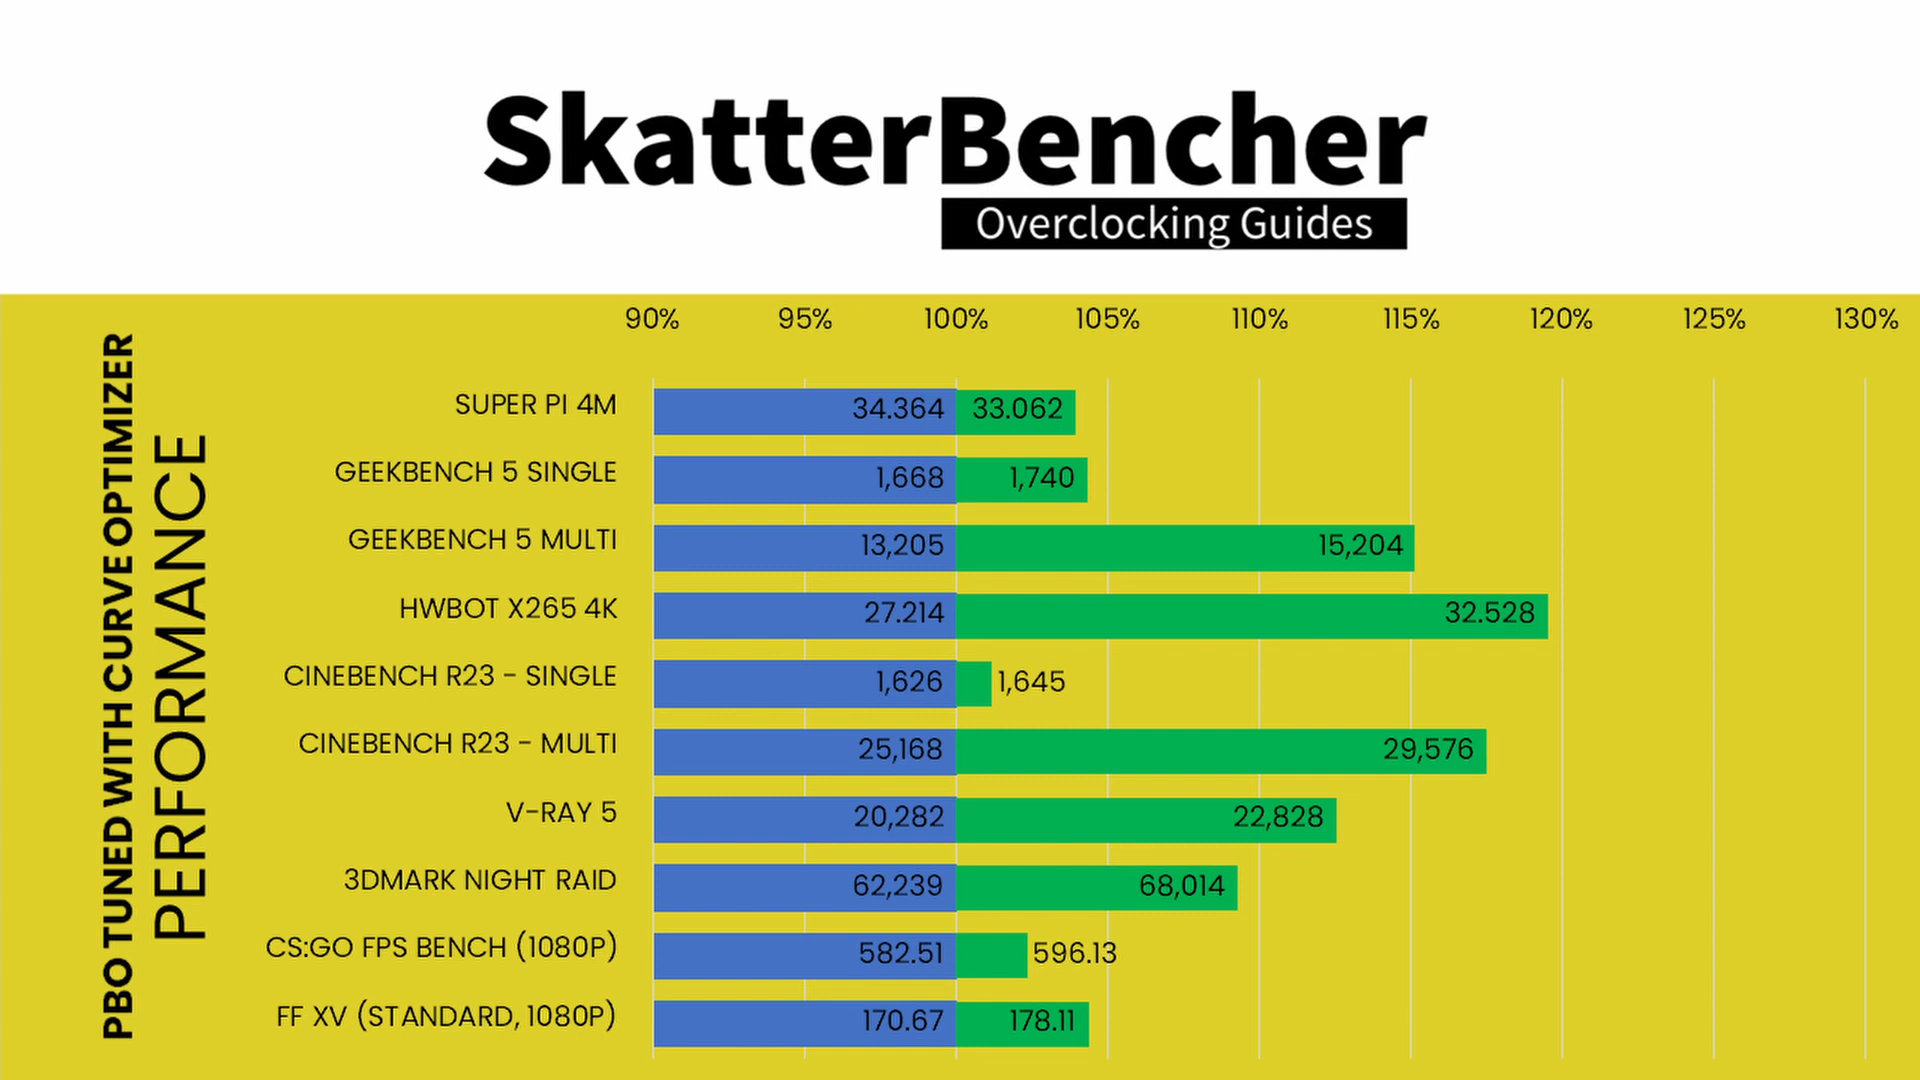 SkatterBencher
Overclocking Guides
PBO TUNED WITH CURVE OPTIMIZER
PERFORMANCE
90% 95% 100% 105% 110% 115% 120% 125% 130%
SUPER PI 4M 34.364 33.062
GEEKBENCH 5 SINGLE 1,668 1,740
GEEKBENCH 5 MULTI 13,205 15,204
HWBOT X265 4K 27.214 32.528
CINEBENCH R23 - SINGLE 1,626 1,645
CINEBENCH R23 - MULTI 25,168 29,576
V-RAY 5 20,282 22,828
3DMARK NIGHT RAID 62,239 68,014
CS:GO FPS BENCH (1080P) 582.51 596.13
FF XV (STANDARD, 1080P) 170.67 178.11